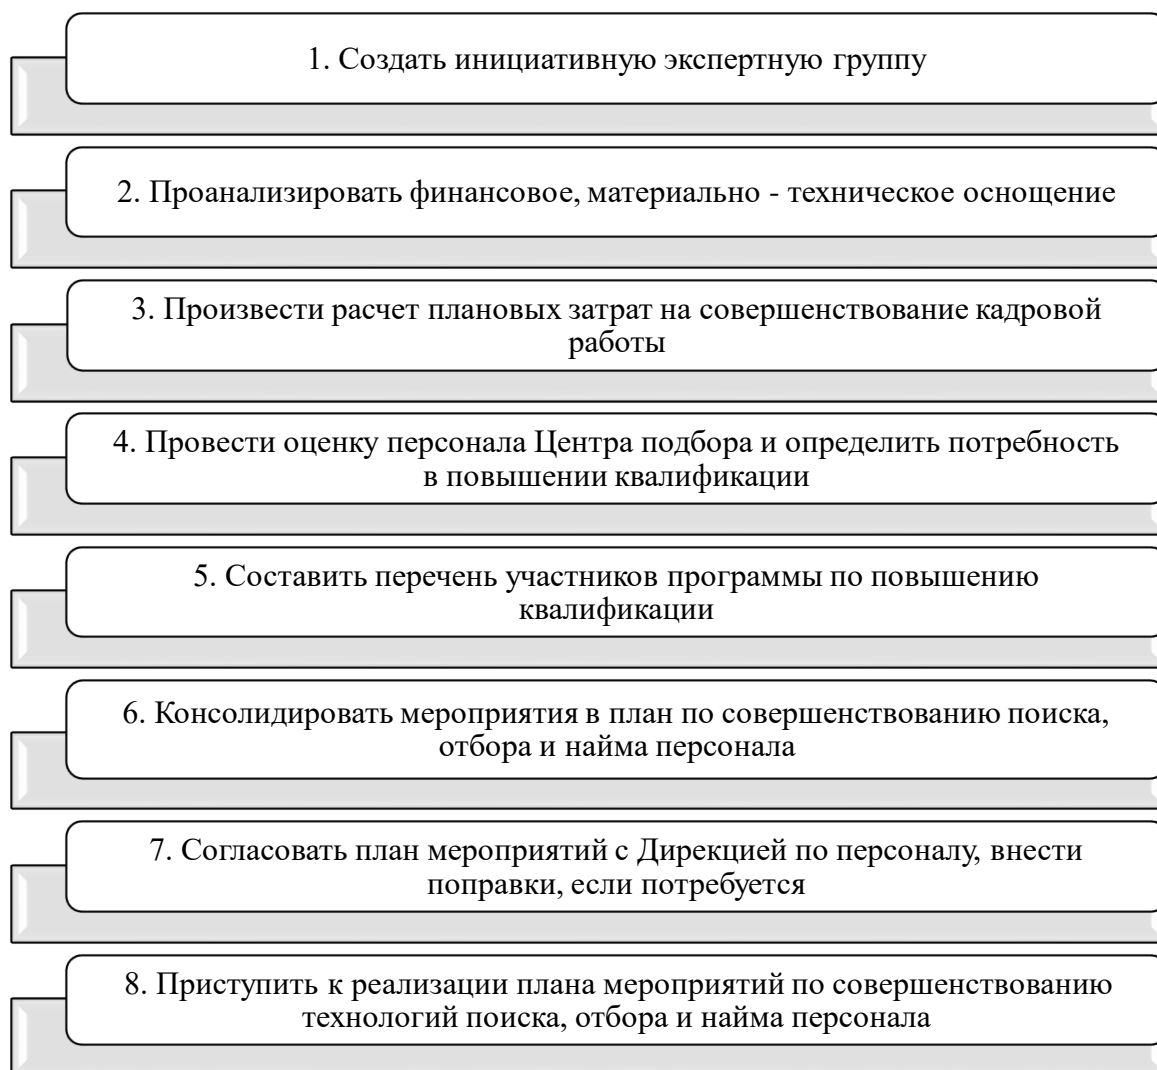 1. Создать инициативную экспертную группу
2. Проанализировать финансовое, материально - техническое оснощение
3. Произвести расчет плановых затрат на совершенствование кадровой
работы
4. Провести оценку персонала Центра подбора и определить потребность
в повышении квалификации
5. Составить перечень участников программы по повышению
квалификации
6. Консолидировать мероприятия в план по совершенствованию поиска,
отбора и найма персонала
7. Согласовать план мероприятий с Дирекцией по персоналу, внести
поправки, если потребуется
8. Приступить к реализации плана мероприятий по совершенствованию
технологий поиска, отбора и найма персонала